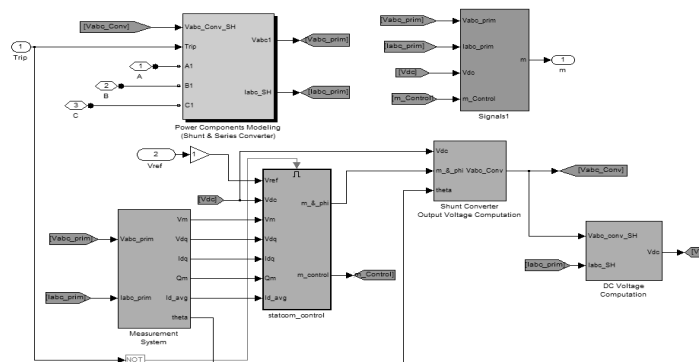 [Vabc_Conv]
Vabc_Conv_SH
1
Trip
Trip
Vabc1
[Vabc_prim]
1
A
A1
2
B
B1
Iabc_SH
[Iabc_prim]
3
C
C1
Power Components Modeling
(Shunt & Series Converter)
[Vabc_prim]
Vabc_prim
[Iabc_prim]
Iabc_prim
m
1
m
[Vdc]
Vdc
[m_Control]
m_Control
Signals1
2
Vref
1
Vref
[Vdc]
Vdc
m_&_phi
Vm
Vm
[Vabc_prim]
Vabc_prim
Vdq
Vdq
Idq
Idq
Qm
Qm
m_control
m_Control]
[Iabc_prim]
Iabc_prim
Id_avg
Id_avg
theta
statcom_control
Measurement
System
NOT
Vdc
m_&_phi
Vabc_Conv
[Vabc_Conv]
theta
Shunt Converter
Output Voltage Computation
Vabc_conv_SH
Vdc
[V
[Iabc_prim]
Iabc_SH
DC Voltage
Computation